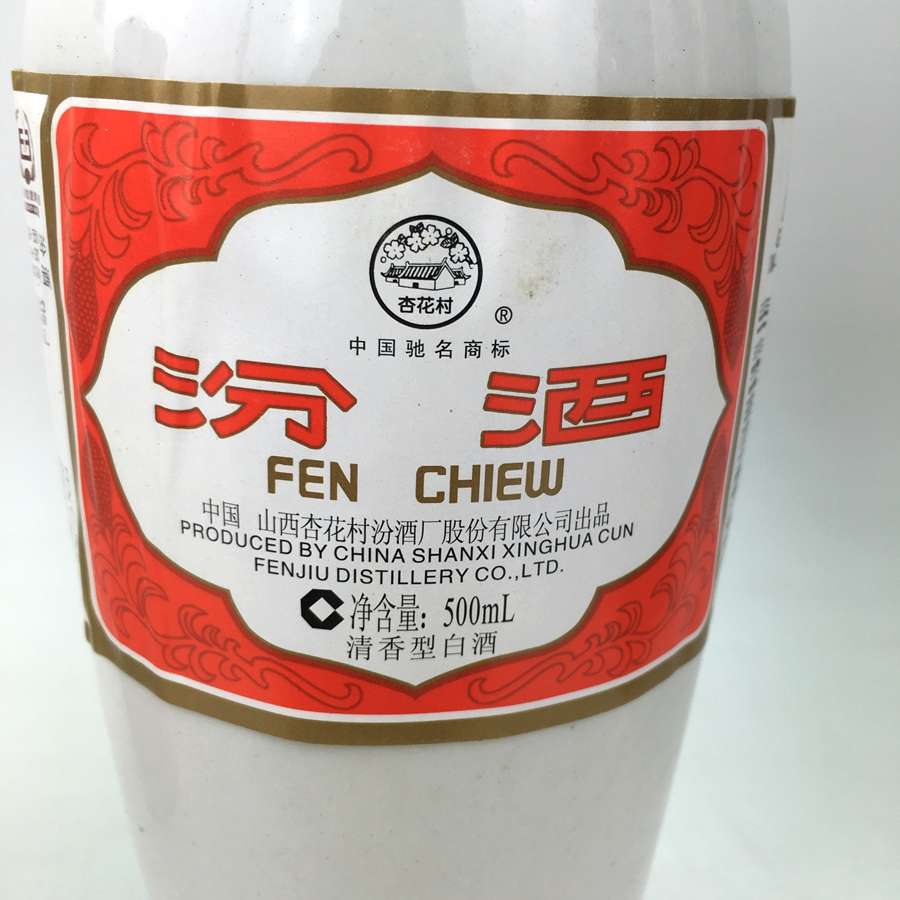 杏花村
®
中国驰名商标
汾酒
FEN CHIEW
中国 山西杏花村汾酒厂股份有限公司出品
PRODUCED BY CHINA SHANXI XINGHUA CUN
FENJIU DISTILLERY CO.,LTD.
净含量：500mL
清香型白酒